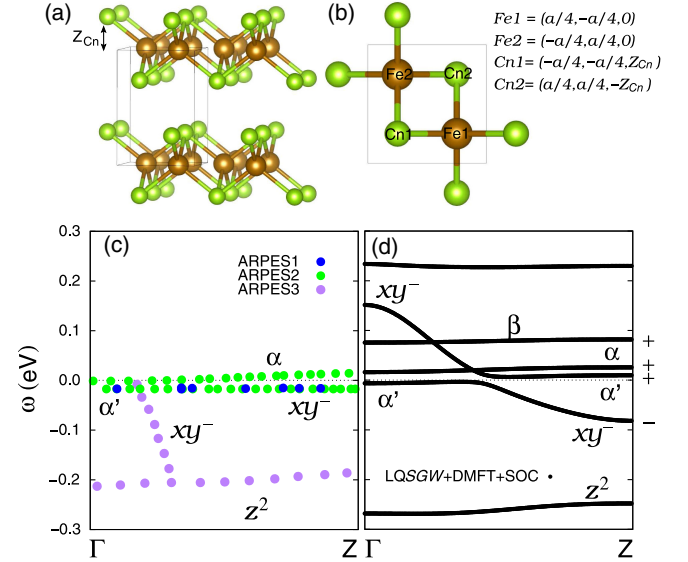 (a)
Z_Cn
(b)
Fe1 = (a/4,-a/4,0)
Fe2 = (-a/4,a/4,0)
Cn1= (-a/4,-a/4,Z_Cn)
Cn2= (a/4,a/4,-Z_Cn)
Fe2 Cn2
Cn1 Fe1
(c)
ARPES1
ARPES2
ARPES3
ω (eV)
0.3
0.2
0.1
0.0
-0.1
-0.2
-0.3
α
α’
xy⁻
xy⁻
z²
Γ Z
(d)
xy⁻
β +
α +
α’ +
α’
xy⁻ −
LQSGW+DMFT+SOC •
z²
Γ Z